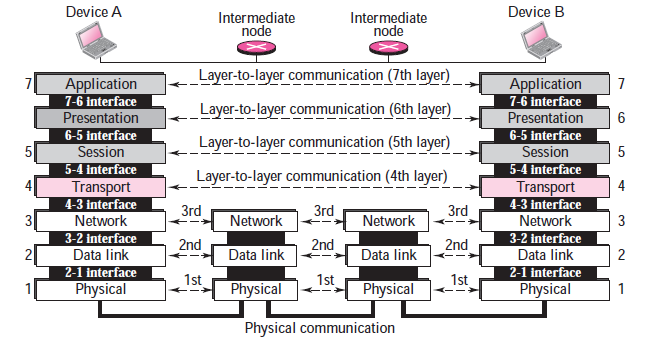 Device A
Intermediate
node
Intermediate
node
Device B
7 Application Layer-to-layer communication (7th layer) Application 7
7-6 interface 7-6 interface
Presentation Layer-to-layer communication (6th layer) Presentation 6
6-5 interface 6-5 interface
5 Session Layer-to-layer communication (5th layer) Session 5
5-4 interface 5-4 interface
4 Transport Layer-to-layer communication (4th layer) Transport 4
4-3 interface 4-3 interface
3 Network 3rd Network 3rd Network 3rd Network 3
3-2 interface 3-2 interface
2 Data link 2nd Data link 2nd Data link 2nd Data link 2
2-1 interface 2-1 interface
1 Physical 1st Physical 1st Physical 1st Physical 1
Physical communication